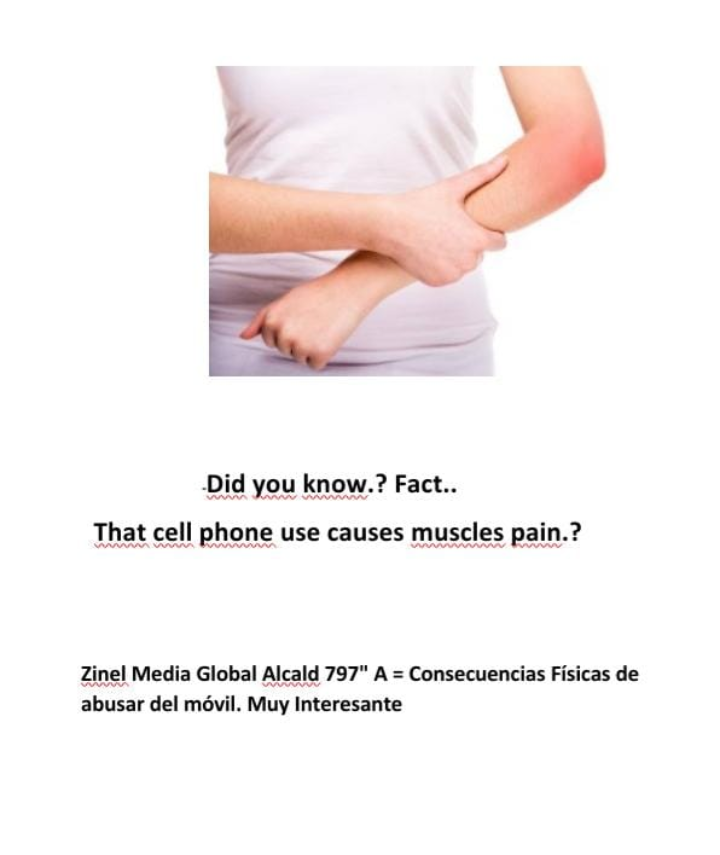 -Did you know.? Fact..
That cell phone use causes muscles pain.?
Zinel Media Global Alcald 797" A = Consecuencias Físicas de
abusar del móvil. Muy Interesante